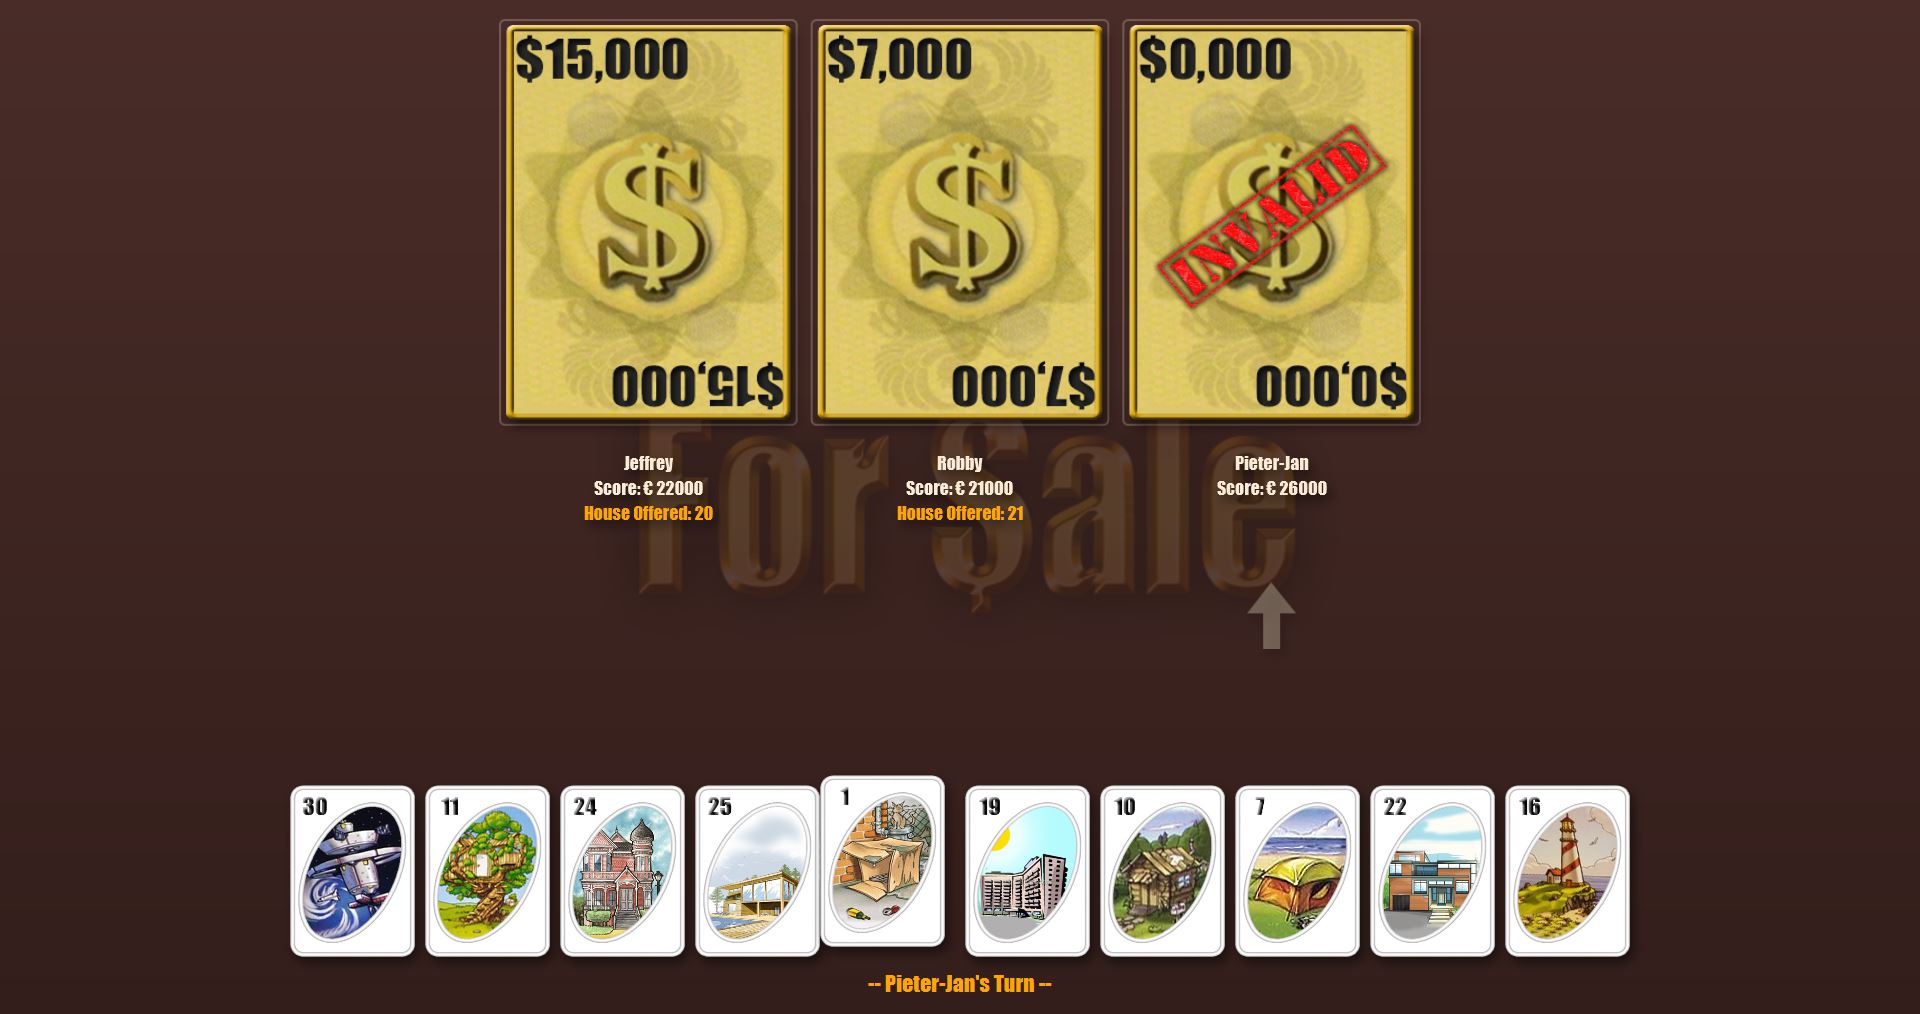 $15,000
$7,000
$0,000
INVALID
$15,000
$7,000
$0,000
For $ale
Jeffrey
Score: € 22000
House Offered: 20
Robby
Score: € 21000
House Offered: 21
Pieter-Jan
Score: € 26000
30
11
24
25
1
19
10
7
22
16
-- Pieter-Jan's Turn --